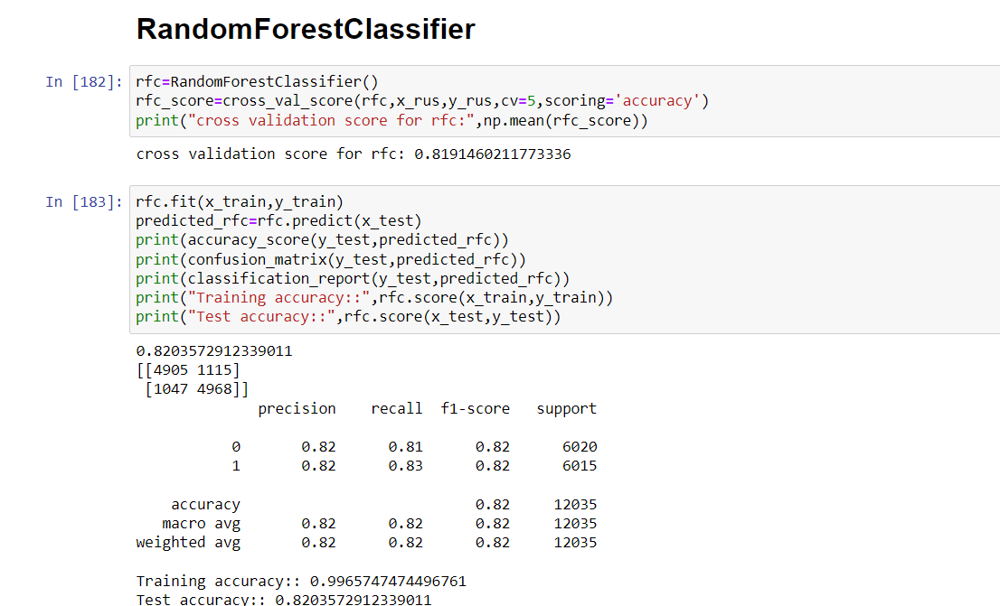 RandomForestClassifier
In [182]: rfc=RandomForestClassifier()
rfc_score=cross_val_score(rfc,x_rus,y_rus,cv=5,scoring='accuracy')
print("cross validation score for rfc:",np.mean(rfc_score))
cross validation score for rfc: 0.8191460211773336
In [183]: rfc.fit(x_train,y_train)
predicted_rfc=rfc.predict(x_test)
print(accuracy_score(y_test,predicted_rfc))
print(confusion_matrix(y_test,predicted_rfc))
print(classification_report(y_test,predicted_rfc))
print("Training accuracy::",rfc.score(x_train,y_train))
print("Test accuracy::",rfc.score(x_test,y_test))
0.8203572912339011
[[4905 1115]
 [1047 4968]]
              precision    recall  f1-score   support
           0       0.82      0.81      0.82      6020
           1       0.82      0.83      0.82      6015
    accuracy                           0.82     12035
   macro avg       0.82      0.82      0.82     12035
weighted avg       0.82      0.82      0.82     12035
Training accuracy:: 0.9965747474496761
Test accuracy:: 0.8203572912339011